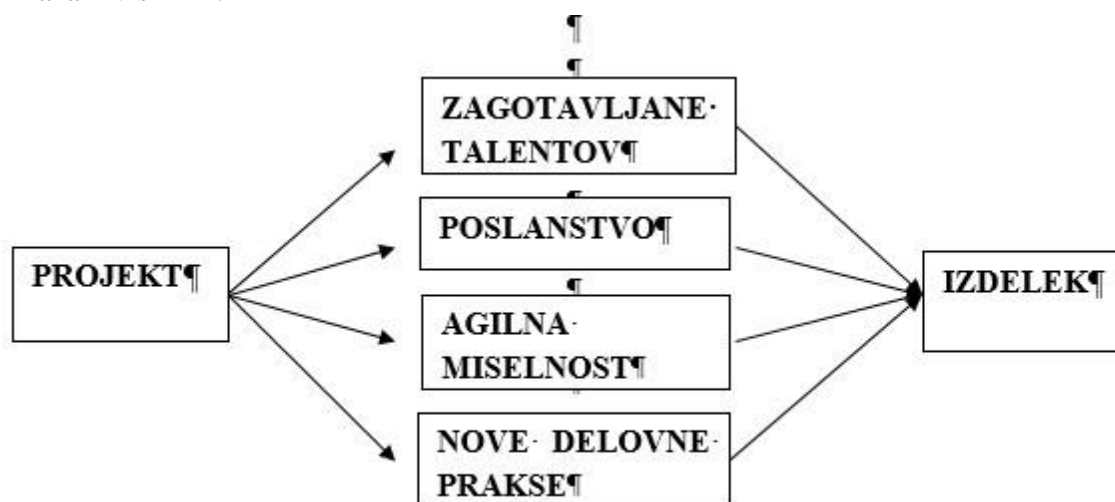 ZAGOTAVLJANE
TALENTOV¶
POSLANSTVO¶
PROJEKT¶
IZDELEK¶
AGILNA
MISELNOST¶
NOVE DELOVNE
PRAKSE¶